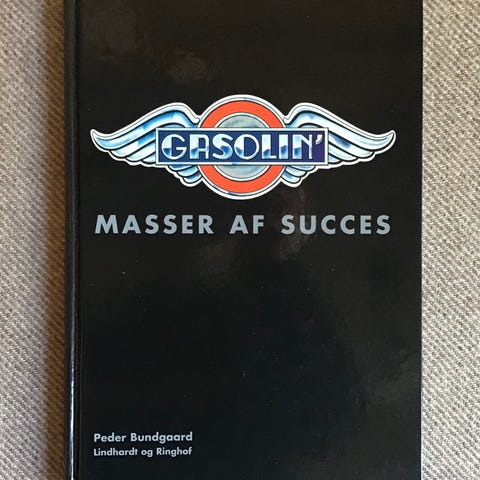 GASOLIN'
MASSER AF SUCCES
Peder Bundgaard
Lindhardt og Ringhof